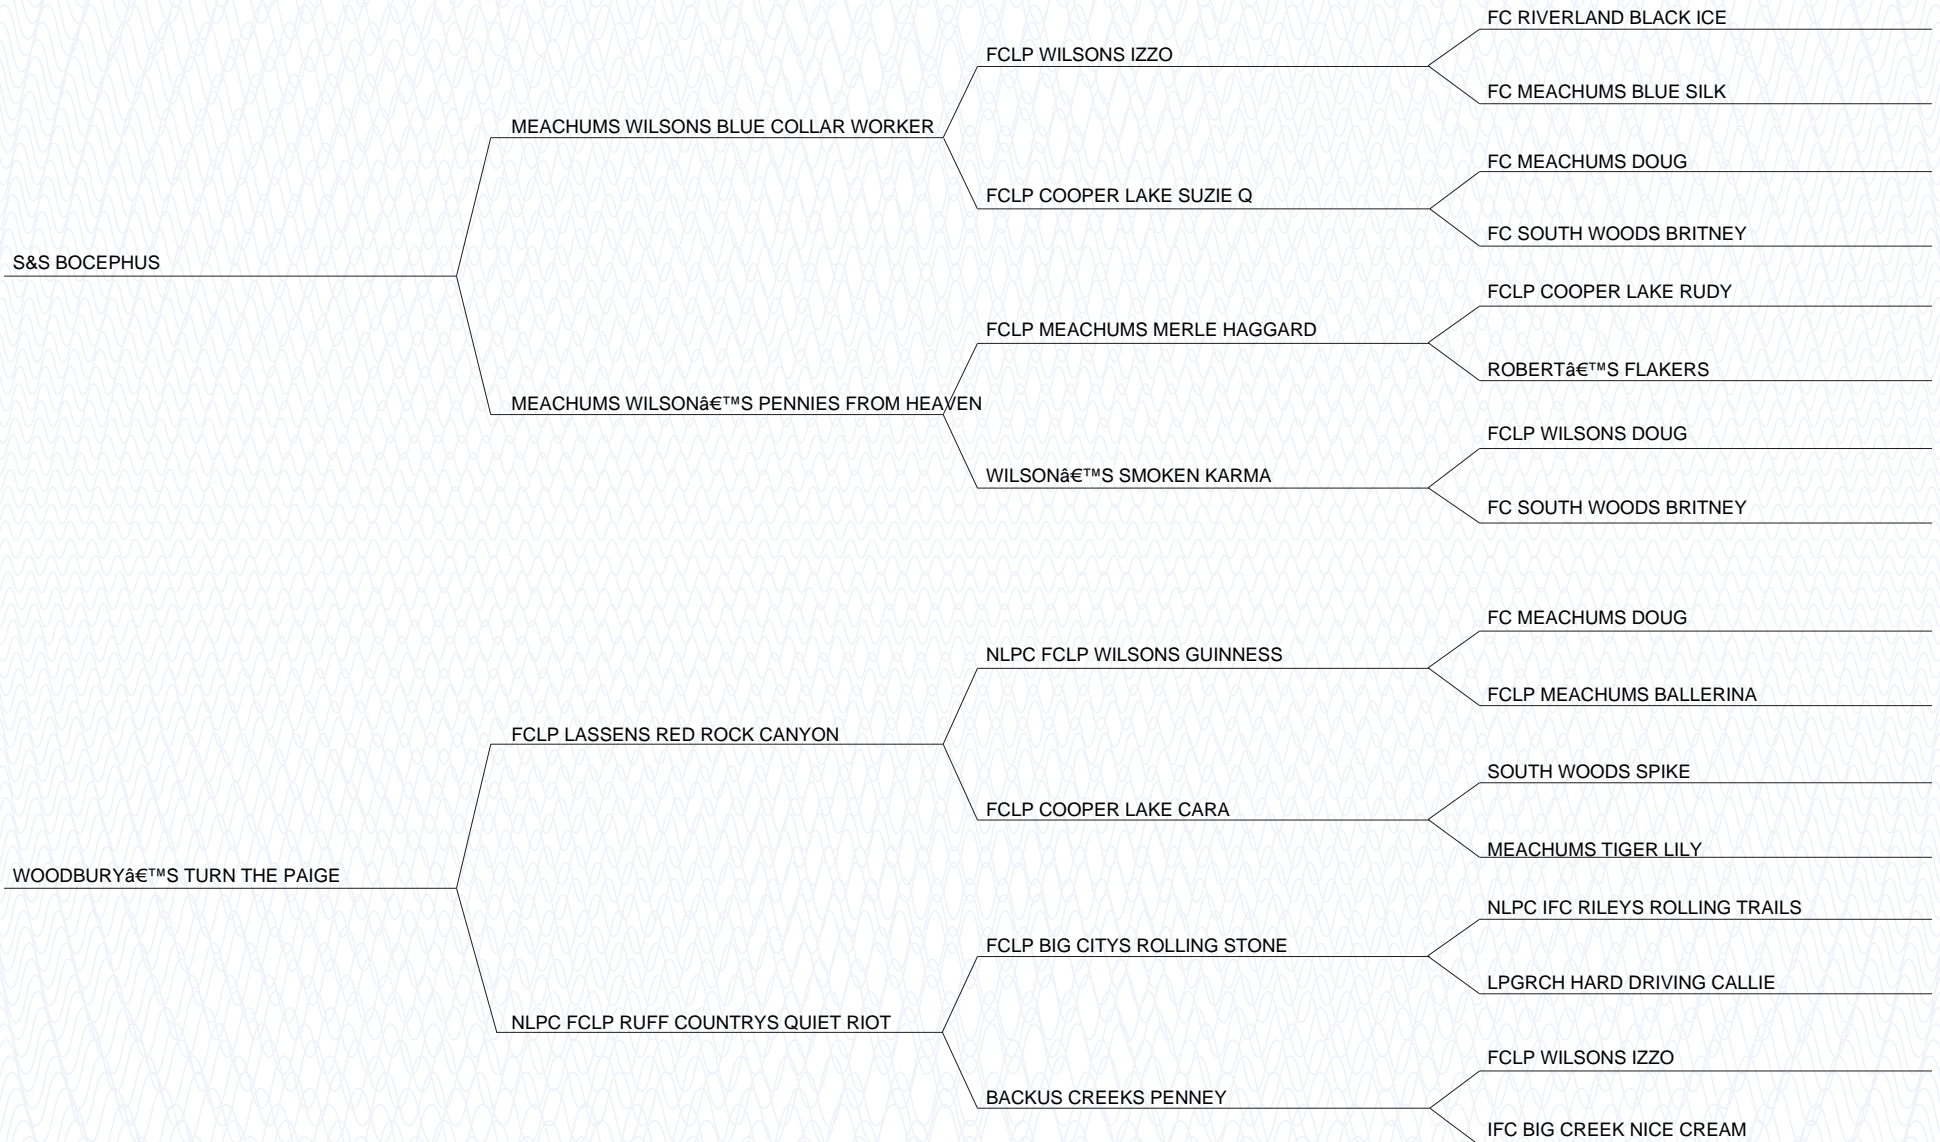 FC RIVERLAND BLACK ICE
FCLP WILSONS IZZO
FC MEACHUMS BLUE SILK
MEACHUMS WILSONS BLUE COLLAR WORKER
FC MEACHUMS DOUG
FCLP COOPER LAKE SUZIE Q
FC SOUTH WOODS BRITNEY
S&S BOCEPHUS
FCLP COOPER LAKE RUDY
FCLP MEACHUMS MERLE HAGGARD
ROBERTâ€™S FLAKERS
MEACHUMS WILSONâ€™S PENNIES FROM HEAVEN
FCLP WILSONS DOUG
WILSONâ€™S SMOKEN KARMA
FC SOUTH WOODS BRITNEY
FC MEACHUMS DOUG
NLPC FCLP WILSONS GUINNESS
FCLP MEACHUMS BALLERINA
FCLP LASSENS RED ROCK CANYON
SOUTH WOODS SPIKE
FCLP COOPER LAKE CARA
MEACHUMS TIGER LILY
WOODBURYâ€™S TURN THE PAIGE
NLPC IFC RILEYS ROLLING TRAILS
FCLP BIG CITYS ROLLING STONE
LPGRCH HARD DRIVING CALLIE
NLPC FCLP RUFF COUNTRYS QUIET RIOT
FCLP WILSONS IZZO
BACKUS CREEKS PENNEY
IFC BIG CREEK NICE CREAM